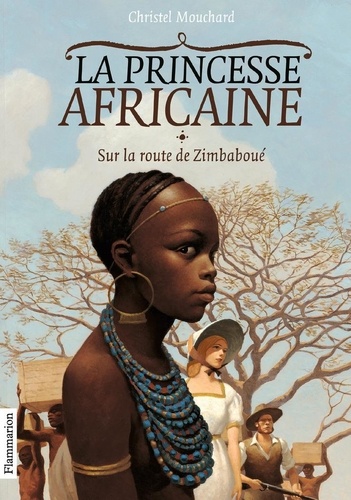 Christel Mouchard
LA PRINCESSE
AFRICAINE
Sur la route de Zimbaboué
Flammarion